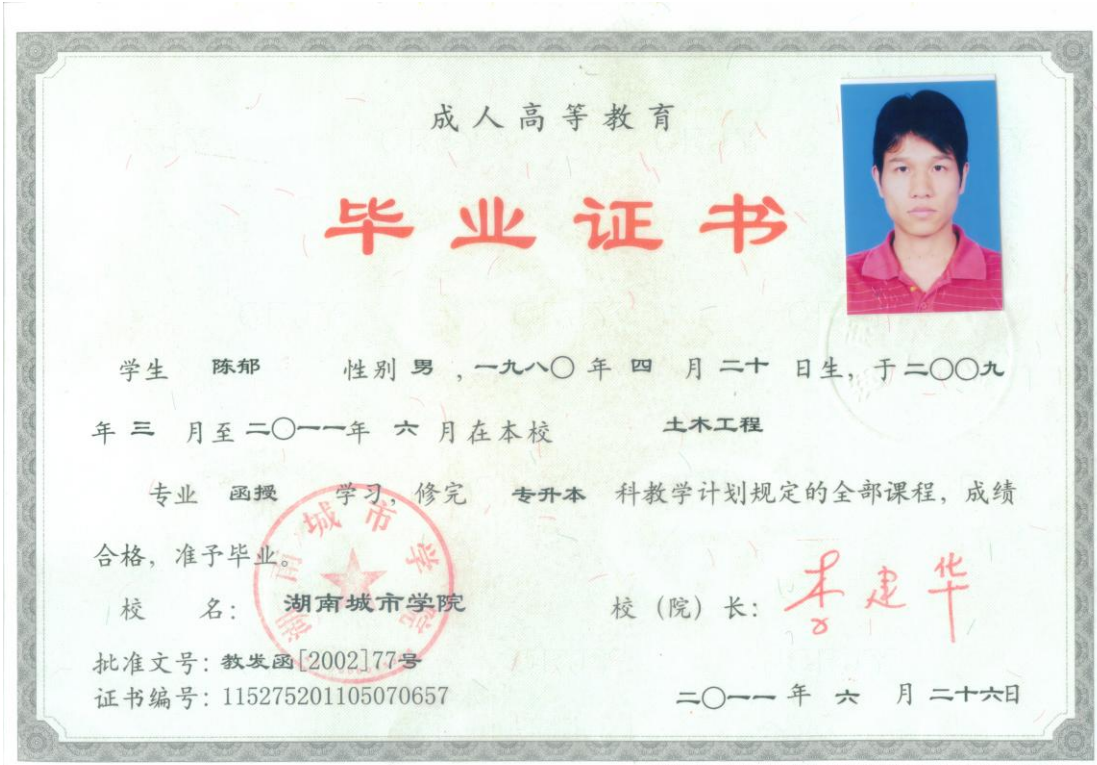 成人高等教育
毕业证书
学生 陈郁 性别 男 ,一九八〇年 四 月 二十 日生，于二〇〇九
年 三 月至二〇一一年 六 月在本校 土木工程
专业 函授 学习，修完 专升本 科教学计划规定的全部课程，成绩
合格，准予毕业。
校 名：湖南城市学院
校（院）长：李建华
批准文号：教发函[2002]77号
证书编号：115275201105070657
二〇一一 年 六 月 二十六日
湖南城市学院